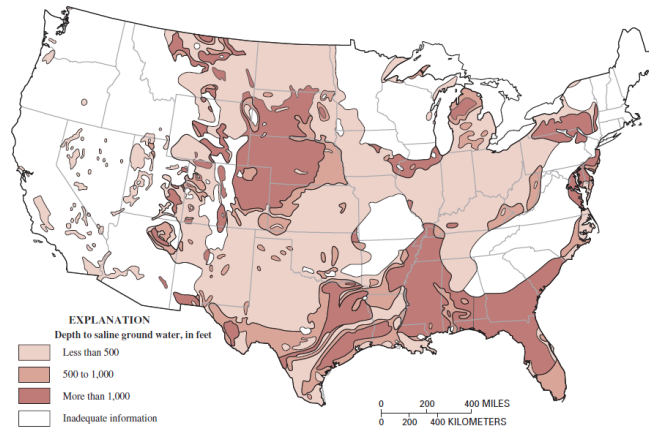 EXPLANATION
Depth to saline ground water, in feet
Less than 500
500 to 1,000
More than 1,000
Inadequate information
0 200 400 MILES
0 200 400 KILOMETERS